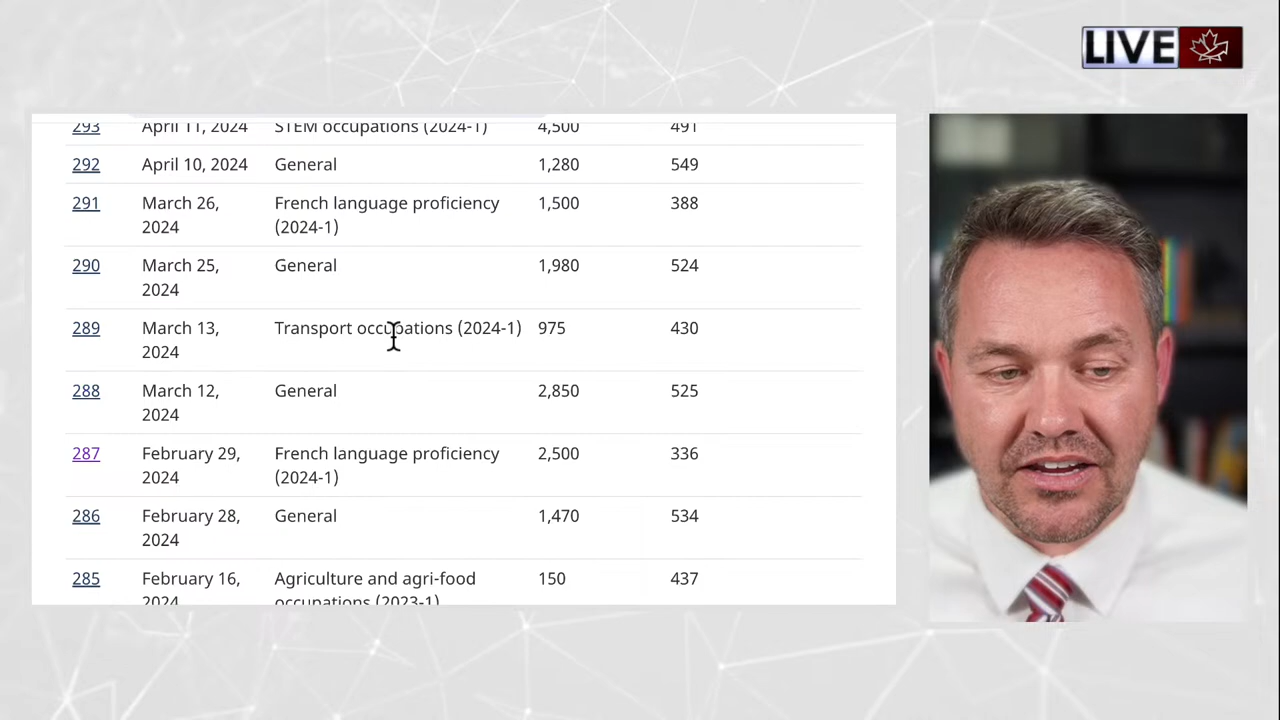 LIVE
293 April 11, 2024 STEM occupations (2024-1) 4,500 491
292 April 10, 2024 General 1,280 549
291 March 26, French language proficiency 1,500 388
2024 (2024-1)
290 March 25, General 1,980 524
2024
289 March 13, Transport occupations (2024-1) 975 430
2024
288 March 12, General 2,850 525
2024
287 February 29, French language proficiency 2,500 336
2024 (2024-1)
286 February 28, General 1,470 534
2024
285 February 16, Agriculture and agri-food 150 437
2024 occupations (2023-1)